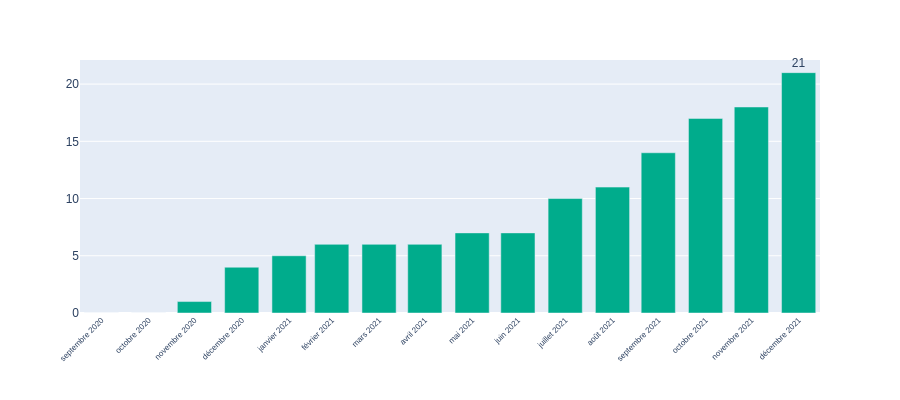 21
20
15
10
5
0
septembre 2020
octobre 2020
novembre 2020
décembre 2020
janvier 2021
février 2021
mars 2021
avril 2021
mai 2021
juin 2021
juillet 2021
août 2021
septembre 2021
octobre 2021
novembre 2021
décembre 2021